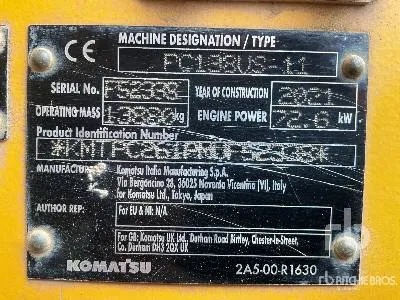 CE MACHINE DESIGNATION / TYPE
PC138US-11
SERIAL No. F52338 YEAR OF CONSTRUCTION 2021
OPERATING MASS 13880 kg ENGINE POWER 72.6 kW
Product Identification Number
MANUFACTURER Komatsu Italia Manufacturing S.p.A.
Via Bergoncino 28, 36025 Noventa Vicentina (VI), Italy
for Komatsu Ltd., Tokyo, Japan
AUTHOR REP: For EU & NI: N/A.
For GB: Komatsu UK Ltd., Durham Road Birtley, Chester-le-Street,
Co. Durham DH3 2QX UK
KOMATSU 2A5-00-R1630
rb
RITCHIE BROS